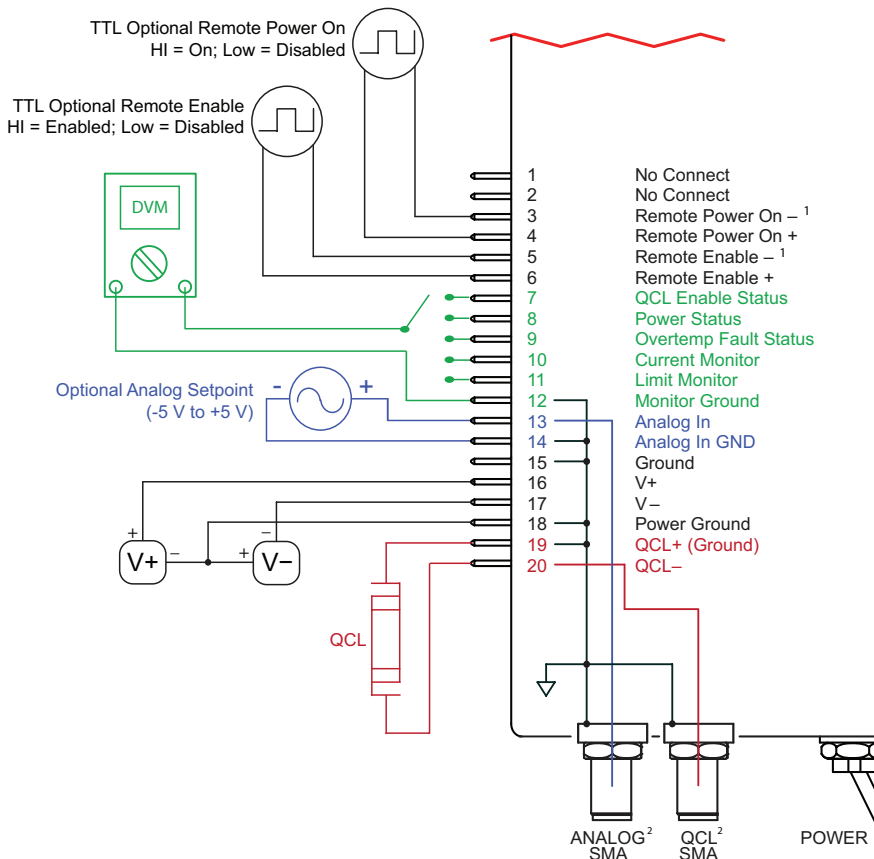 TTL Optional Remote Power On
HI = On; Low = Disabled
TTL Optional Remote Enable
HI = Enabled; Low = Disabled
DVM
1 No Connect
2 No Connect
3 Remote Power On – 1
4 Remote Power On +
5 Remote Enable – 1
6 Remote Enable +
7 QCL Enable Status
8 Power Status
9 Overtemp Fault Status
10 Current Monitor
11 Limit Monitor
12 Monitor Ground
13 Analog In
14 Analog In GND
15 Ground
16 V+
17 V–
18 Power Ground
19 QCL+ (Ground)
20 QCL–
Optional Analog Setpoint
(-5 V to +5 V)
- +
+ – + –
V+ V–
QCL
ANALOG2
SMA
QCL2
SMA
POWER